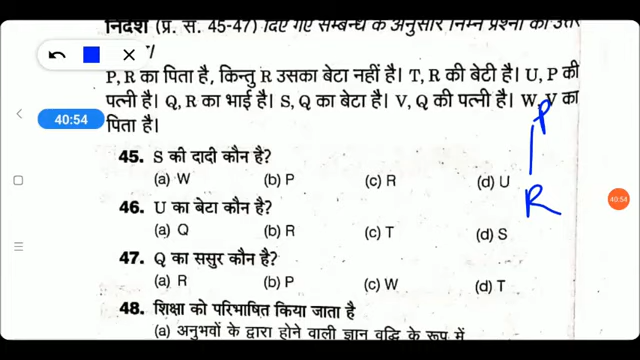 निर्देश (प्र. सं. 45-47) दिए गए सम्बन्ध के अनुसार निम्न प्रश्नों का उत्तर
P, R का पिता है, किन्तु R उसका बेटा नहीं है। T, R की बेटी है। U, P की
पत्नी है। Q, R का भाई है। S, Q का बेटा है। V, Q की पत्नी है। W, V का
पिता है।
40:54
P
R
40:54
45. S की दादी कौन है?
(a) W (b) P (c) R (d) U
46. U का बेटा कौन है?
(a) Q (b) R (c) T (d) S
47. Q का ससुर कौन है?
(a) R (b) P (c) W (d) T
48. शिक्षा को परिभाषित किया जाता है
(a) अनुभवों के द्वारा होने वाली ज्ञान वृद्धि के रूप में